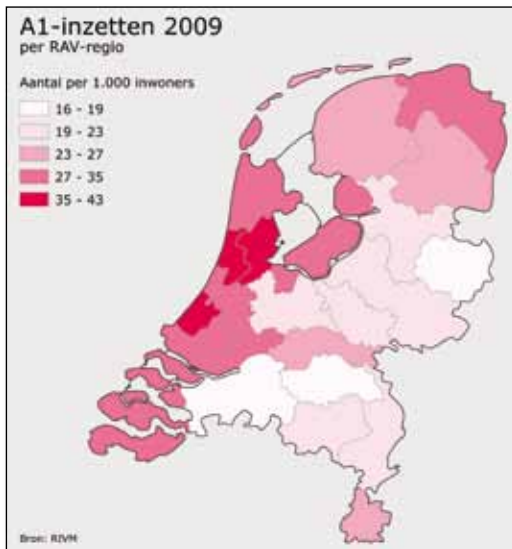 A1-inzetten 2009
per RAV-regio
Aantal per 1.000 inwoners
16 - 19
19 - 23
23 - 27
27 - 35
35 - 43
Bron: RIVM